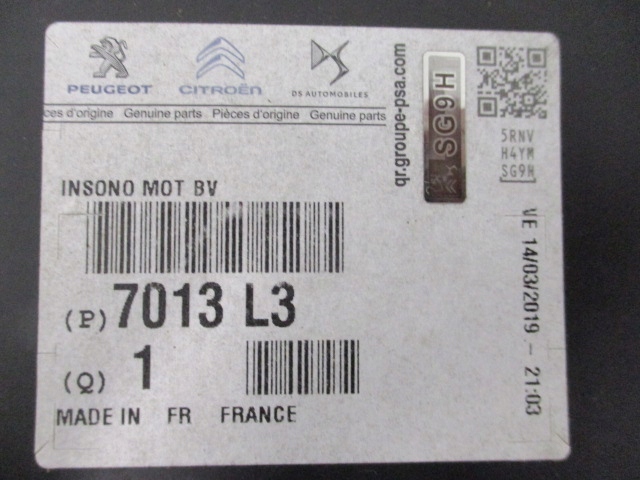 PEUGEOT CITROËN DS AUTOMOBILES
ces d'origine Genuine parts Pièces d'origine Genuine parts
INSONO MOT BV
(P) 7013 L3
(Q) 1
MADE IN FR FRANCE
qr.groupe-psa.com
SG9H
5RNV
H4YM
SG9H
VE 14/03/2019 - 21:03